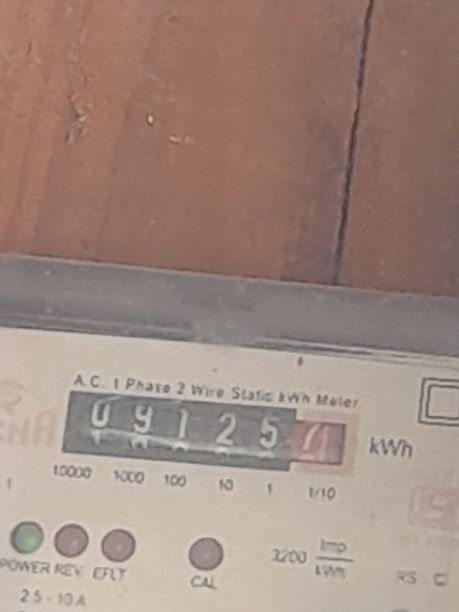 A.C. 1 Phase 2 Wire Static kWh Meter
0 9 1 2 5
kWh
10000 1000 100 10 1 1/10
3200 Imp/kWh
POWER REV EFLT
CAL
RS
2.5 - 10 A